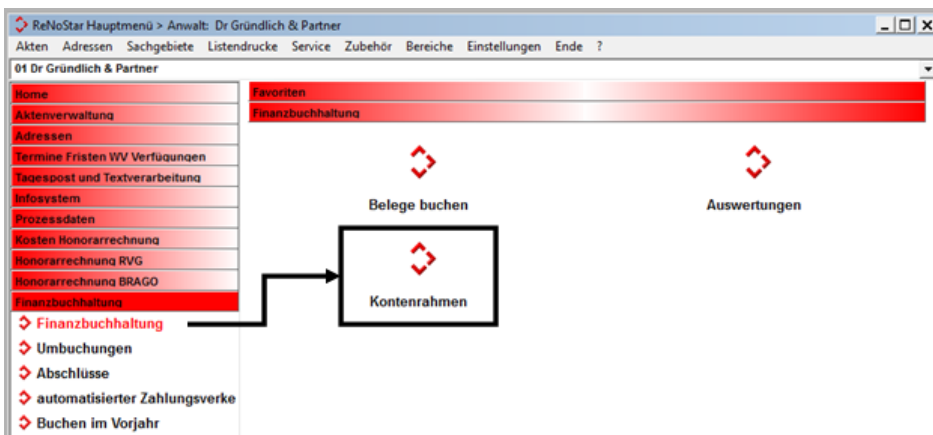 ReNoStar Hauptmenü > Anwalt: Dr Gründlich & Partner
Akten Adressen Sachgebiete Listendrucke Service Zubehör Bereiche Einstellungen Ende ?
01 Dr Gründlich & Partner
Home
Aktenverwaltung
Adressen
Termine Fristen WV Verfügungen
Tagespost und Textverarbeitung
Infosystem
Prozessdaten
Kosten Honorarrechnung
Honorarrechnung RVG
Honorarrechnung BRAGO
Finanzbuchhaltung
Finanzbuchhaltung
Umbuchungen
Abschlüsse
automatisierter Zahlungsverke
Buchen im Vorjahr
Favoriten
Finanzbuchhaltung
Belege buchen
Auswertungen
Kontenrahmen